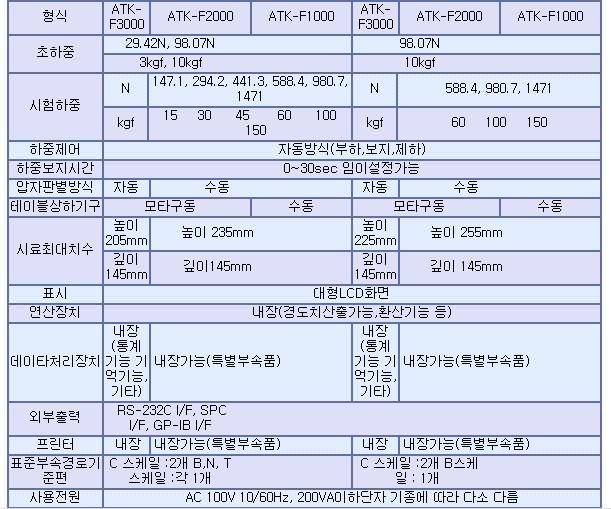 형식 ATK-F3000 ATK-F2000 ATK-F1000 ATK-F3000 ATK-F2000 ATK-F1000
초하중 29.42N, 98.07N 98.07N
3kgf, 10kgf 10kgf
시험하중 N 147.1, 294.2, 441.3, 588.4, 980.7, 1471 N 588.4, 980.7, 1471
kgf 15 30 45 60 100 150 kgf 60 100 150
하중제어 자동방식(부하,보지,제하)
하중보지시간 0~30sec 임이설정가능
압자판별방식 자동 수동 자동 수동
테이블상하기구 모타구동 수동 모타구동 수동
시료최대치수 높이 205mm 높이 235mm 높이 225mm 높이 255mm
깊이 145mm 깊이145mm 깊이 145mm 깊이 145mm
표시 대형LCD화면
연산장치 내장(경도치산출가능,환산기능 등)
데이타처리장치 내장 (통계 기능 기억기능, 기타) 내장가능(특별부속품) 내장 (통계 기능 기억기능, 기타) 내장가능(특별부속품)
외부출력 RS-232C I/F, SPC
I/F, GP-IB I/F
프린터 내장 내장가능(특별부속품) 내장 내장가능(특별부속품)
표준부속경로기준편 C 스케일 :2개 B,N, T 스케일 :각 1개 C 스케일 :2개 B스케일 : 1개
사용전원 AC 100V 10/60Hz, 200VA이하단자 기종에 따라 다소 다름